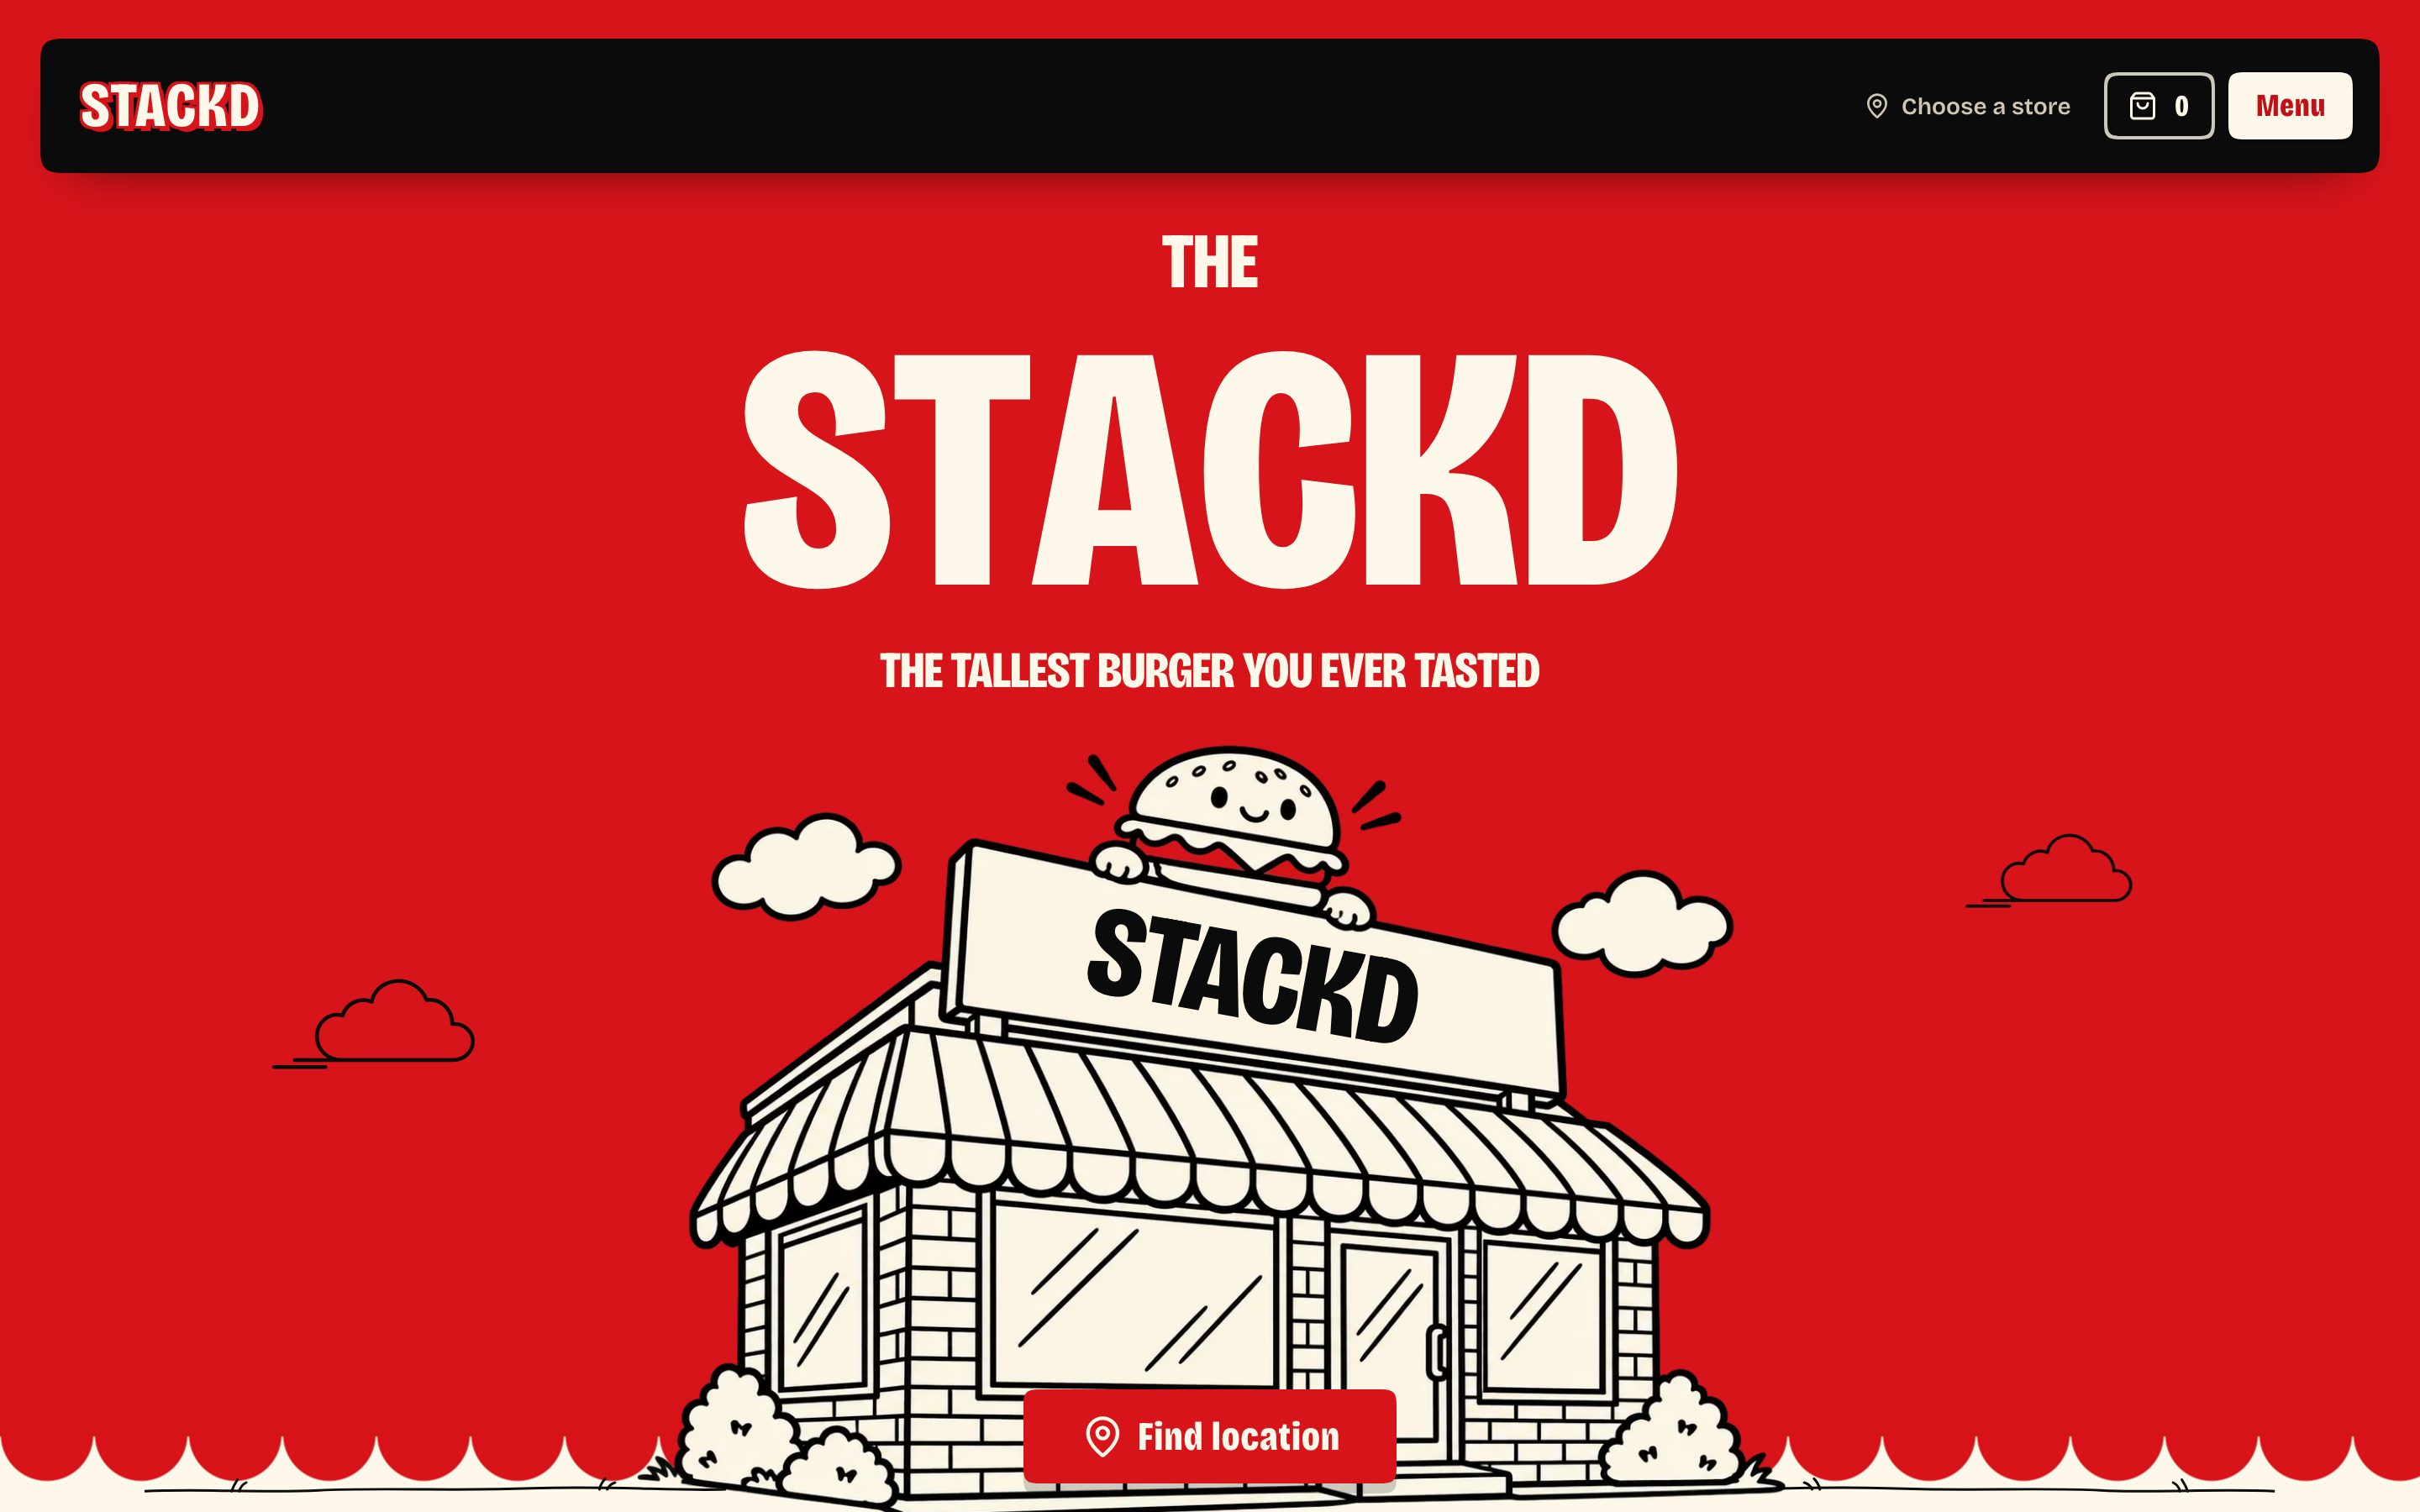 STACKD
Choose a store
0
Menu
THE
STACKD
THE TALLEST BURGER YOU EVER TASTED
STACKD
Find location